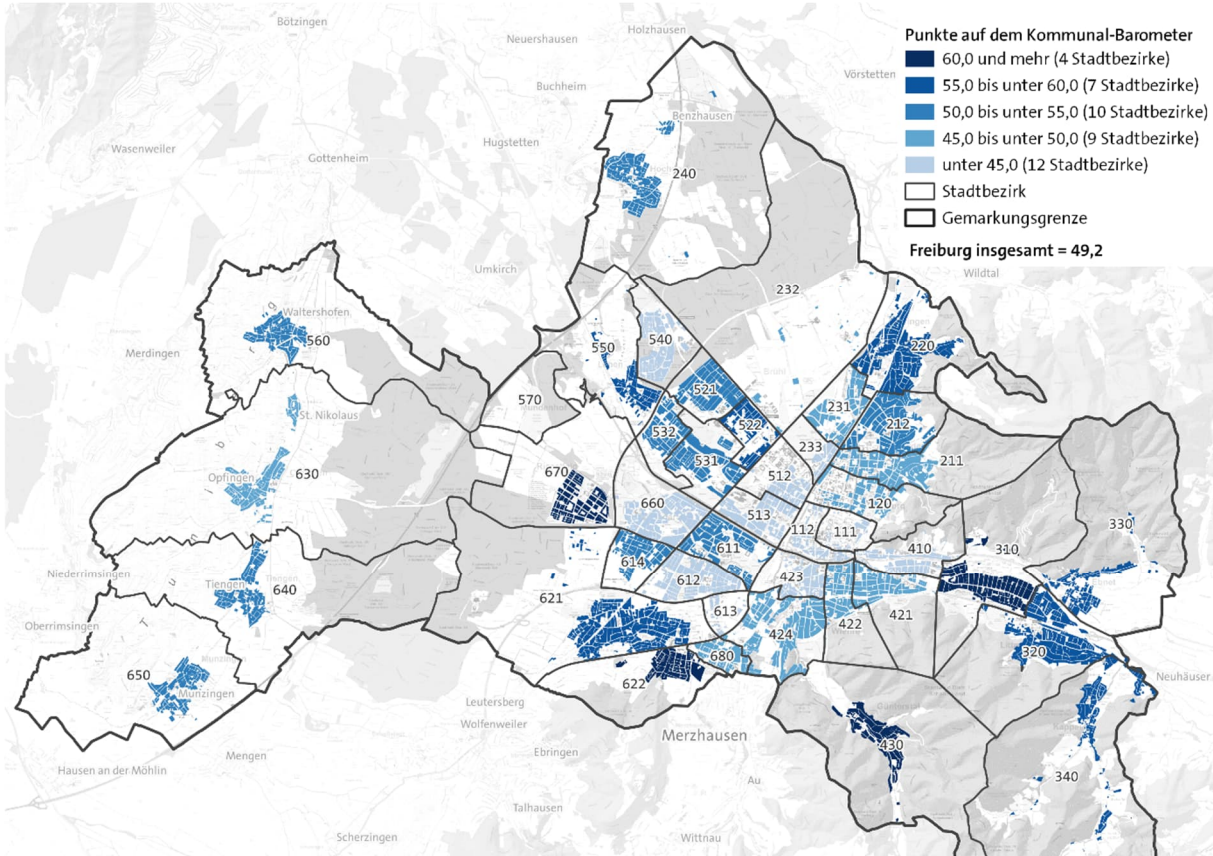 Bötzingen
Holzhausen
Neuershausen
Punkte auf dem Kommunal-Barometer
60,0 und mehr (4 Stadtbezirke)
Vörstetten
55,0 bis unter 60,0 (7 Stadtbezirke)
Buchheim
50,0 bis unter 55,0 (10 Stadtbezirke)
Benzhausen
45,0 bis unter 50,0 (9 Stadtbezirke)
Hugstetten
Wasenweiler
Gottenheim
unter 45,0 (12 Stadtbezirke)
240
Stadtbezirk
Gemarkungsgrenze
Freiburg insgesamt = 49,2
Umkirch
Wildtal
232
Waltershofen
560
540
550
220
Merdingen
Brühl
521
570
231
St. Nikolaus
522
532
212
233
531
211
670
630
512
Opfingen
660
120
513
112
111
330
611
410
310
614
Niederrimsingen
423
612
Tiengen
640
621
613
421
422
Oberrimsingen
424
320
680
650
622
Munzingen
Neuhäuser
Leutersberg
Wolfenweiler
Merzhausen
430
Mengen
Ebringen
Hausen an der Möhlin
340
Au
Talhausen
Scherzingen
Wittnau